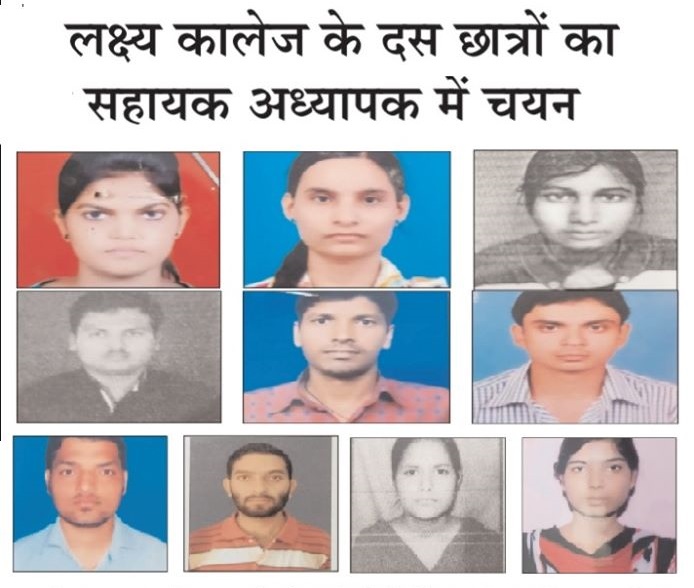 लक्ष्य कालेज के दस छात्रों का
सहायक अध्यापक में चयन